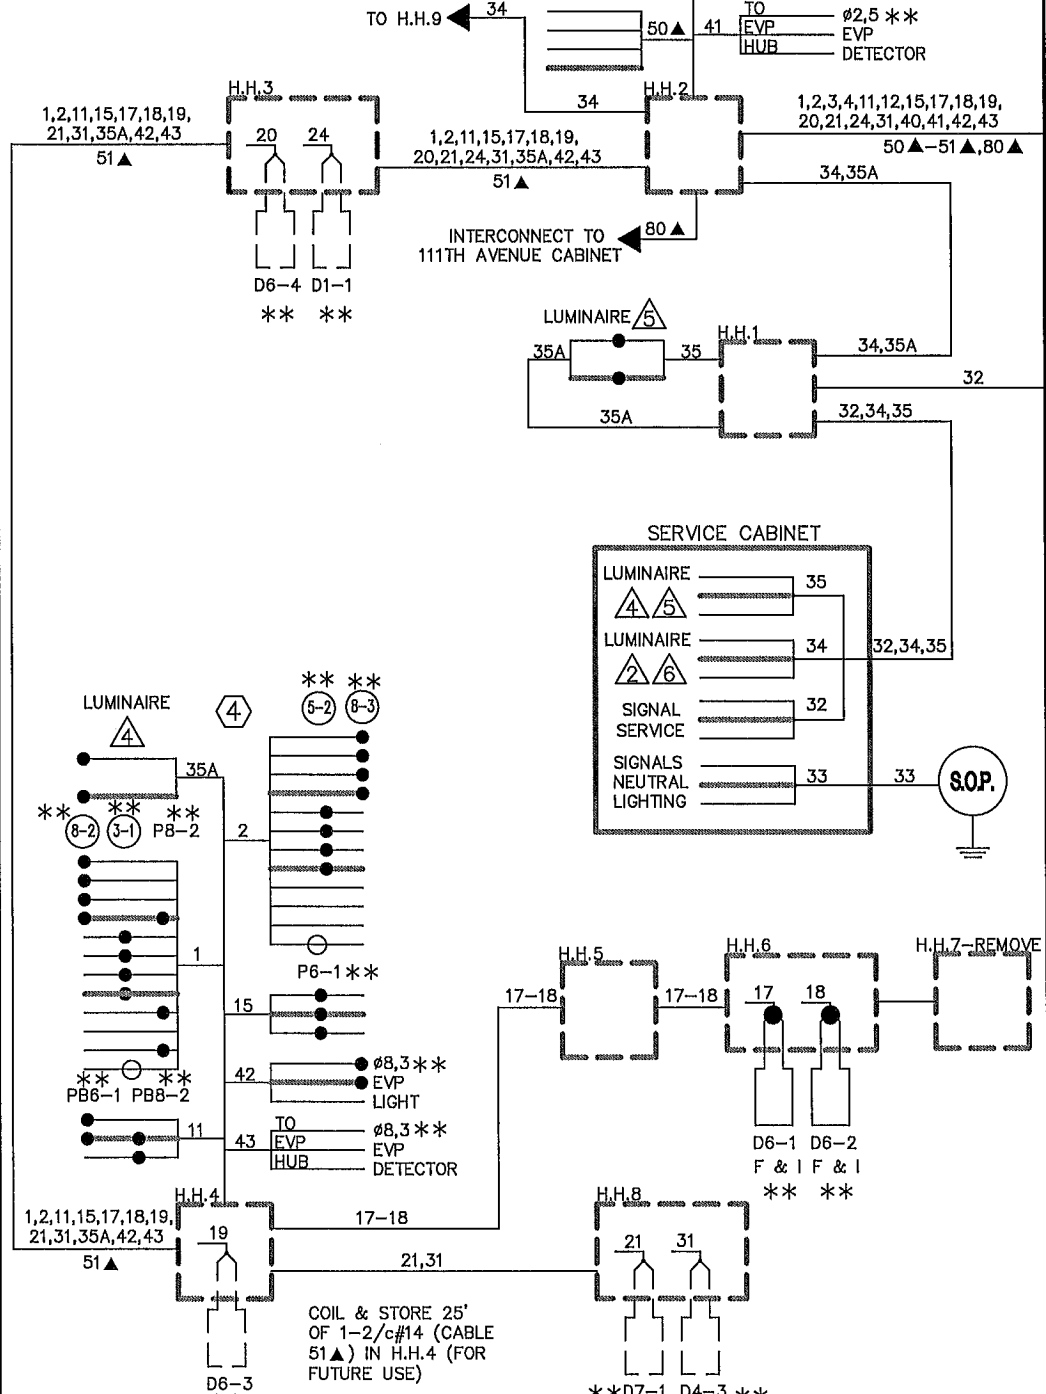 TO H.H.9
34
50▲
41
TO
EVP
HUB
ø2,5 **
EVP
DETECTOR
H.H.3
1,2,11,15,17,18,19,
21,31,35A,42,43
51▲
20
24
D6-4
**
D1-1
**
1,2,11,15,17,18,19,
20,21,24,31,35A,42,43
51▲
34
H.H.2
1,2,3,4,11,12,15,17,18,19,
20,21,24,31,40,41,42,43
50▲-51▲,80▲
34,35A
INTERCONNECT TO
111TH AVENUE CABINET
80▲
LUMINAIRE 5
35A
35
35A
H.H.1
34,35A
32
32,34,35
SERVICE CABINET
LUMINAIRE
4 5
35
LUMINAIRE
2 6
34
32,34,35
SIGNAL
SERVICE
32
SIGNALS
NEUTRAL
LIGHTING
33
33
S.O.P.
LUMINAIRE
4
4
** **
5-2 8-3
35A
** ** **
8-2 3-1 P8-2
2
1
P6-1**
15
42
ø8,3**
EVP
LIGHT
** **
PB6-1 PB8-2
11
43
TO
EVP
HUB
ø8,3**
EVP
DETECTOR
H.H.5
17-18
17-18
H.H.6
17
18
D6-1
F & I
**
D6-2
F & I
**
H.H.7-REMOVE
H.H.4
1,2,11,15,17,18,19,
21,31,35A,42,43
51▲
19
D6-3
17-18
21,31
H.H.8
21
31
**D7-1
D4-3 **
COIL & STORE 25'
OF 1-2/c#14 (CABLE
51▲) IN H.H.4 (FOR
FUTURE USE)